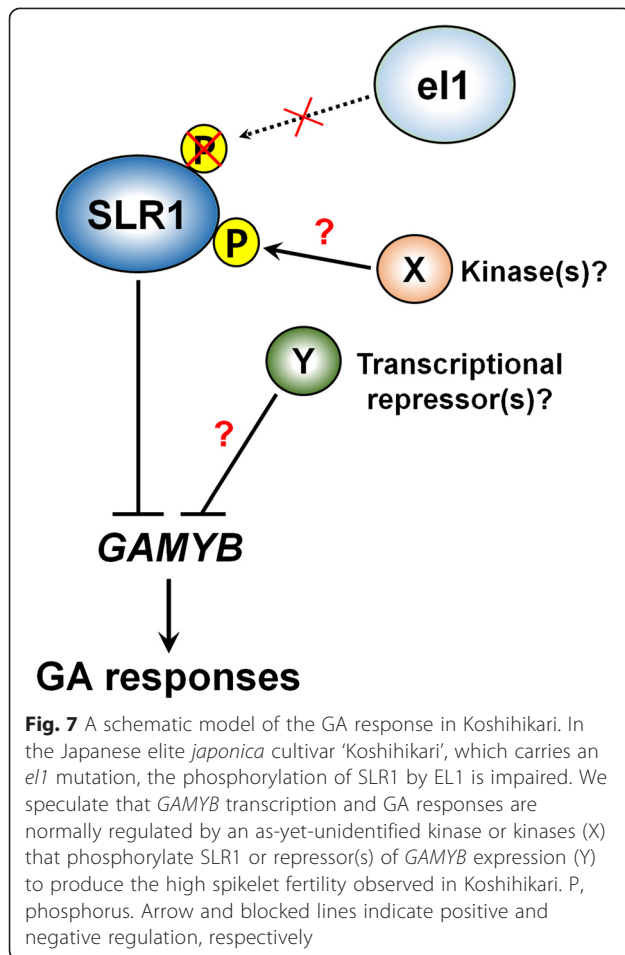 el1
P
SLR1
P
?
X
Kinase(s)?
Y
Transcriptional
repressor(s)?
?
GAMYB
GA responses
Fig. 7 A schematic model of the GA response in Koshihikari. In
the Japanese elite japonica cultivar ‘Koshihikari’, which carries an
el1 mutation, the phosphorylation of SLR1 by EL1 is impaired. We
speculate that GAMYB transcription and GA responses are
normally regulated by an as-yet-unidentified kinase or kinases (X)
that phosphorylate SLR1 or repressor(s) of GAMYB expression (Y)
to produce the high spikelet fertility observed in Koshihikari. P,
phosphorus. Arrow and blocked lines indicate positive and
negative regulation, respectively